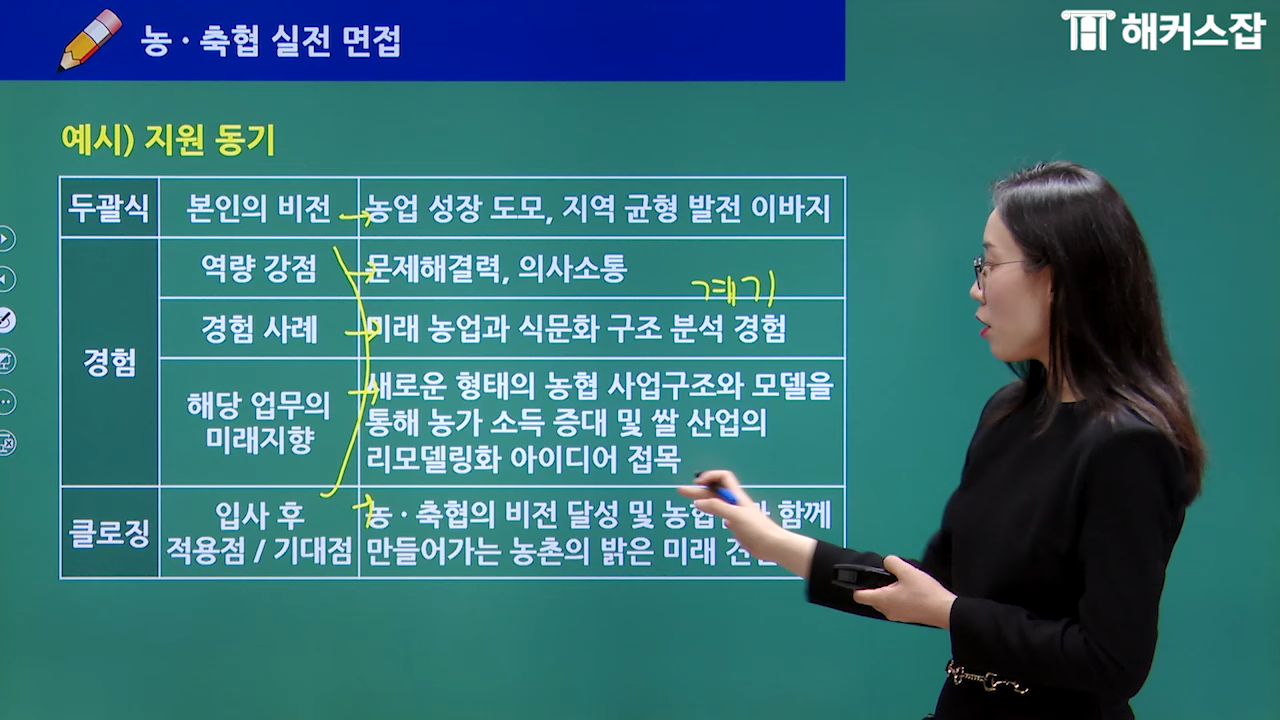 농·축협 실전 면접
해커스잡
예시) 지원 동기
두괄식
본인의 비전
농업 성장 도모, 지역 균형 발전 이바지
경험
역량 강점
문제해결력, 의사소통
계기
경험 사례
미래 농업과 식문화 구조 분석 경험
해당 업무의
미래지향
새로운 형태의 농협 사업구조와 모델을
통해 농가 소득 증대 및 쌀 산업의
리모델링화 아이디어 접목
클로징
입사 후
적용점 / 기대점
농·축협의 비전 달성 및 함께
만들어가는 농촌의 밝은 미래